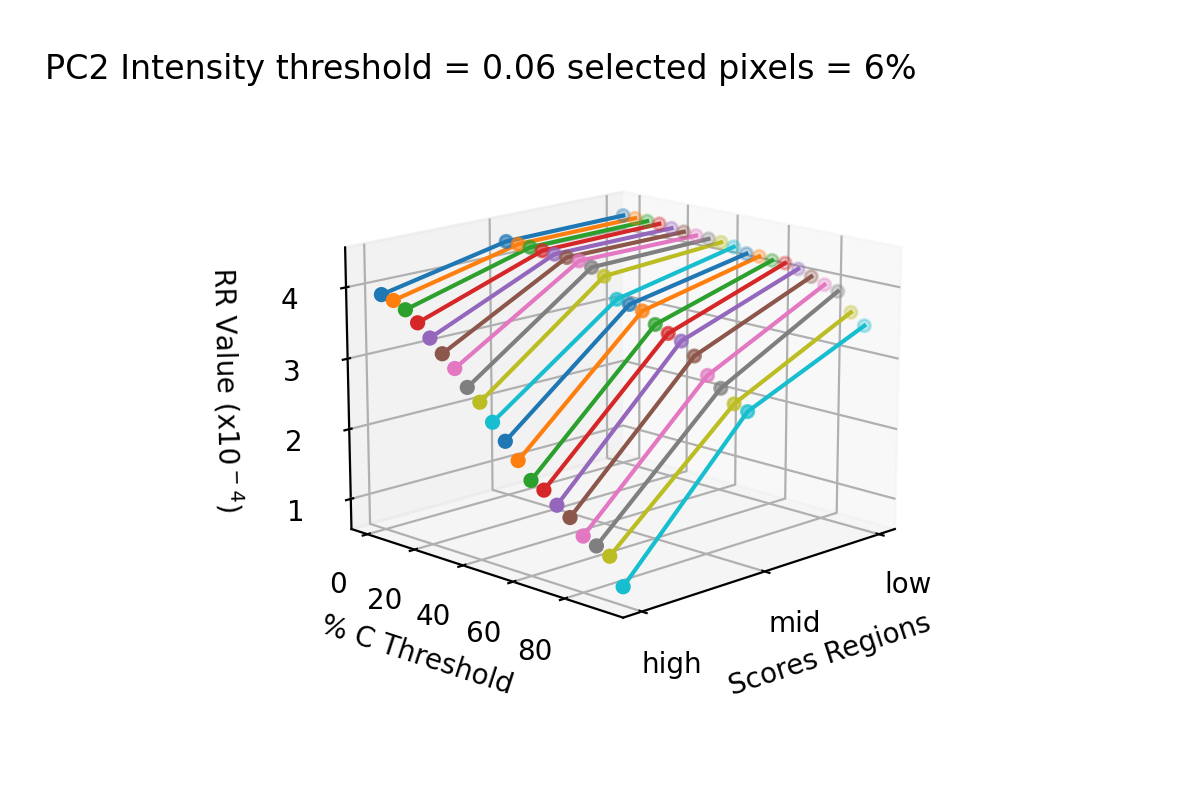 PC2 Intensity threshold = 0.06 selected pixels = 6%
RR Value (x10⁻⁴)
4
3
2
1
0
20
40
60
80
% C Threshold
high
mid
low
Scores Regions